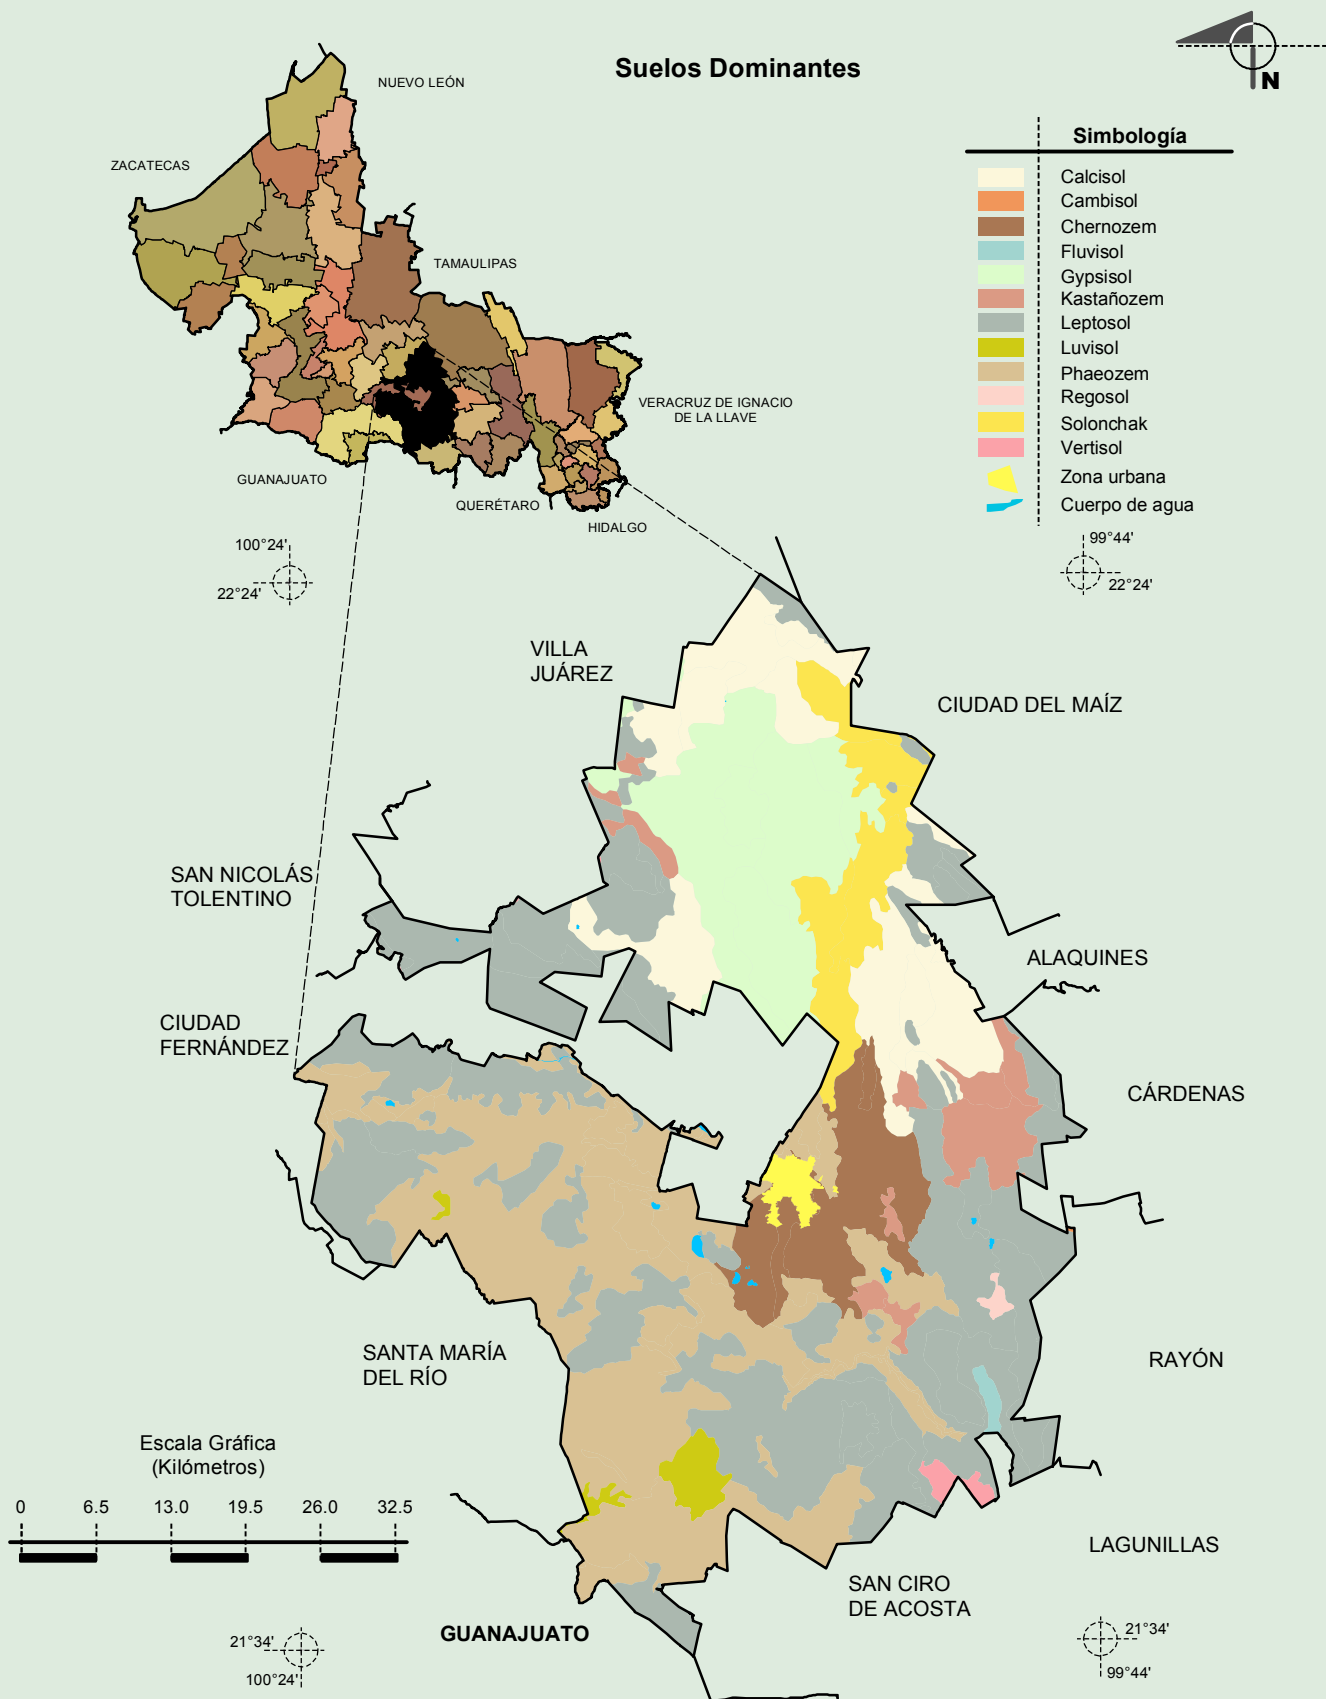 Suelos Dominantes
N
NUEVO LEÓN
ZACATECAS
TAMAULIPAS
VERACRUZ DE IGNACIO
DE LA LLAVE
GUANAJUATO
QUERÉTARO
HIDALGO
Simbología
Calcisol
Cambisol
Chernozem
Fluvisol
Gypsisol
Kastañozem
Leptosol
Luvisol
Phaeozem
Regosol
Solonchak
Vertisol
Zona urbana
Cuerpo de agua
100°24'
22°24'
99°44'
22°24'
VILLA
JUÁREZ
CIUDAD DEL MAÍZ
SAN NICOLÁS
TOLENTINO
ALAQUINES
CIUDAD
FERNÁNDEZ
CÁRDENAS
SANTA MARÍA
DEL RÍO
RAYÓN
Escala Gráfica
(Kilómetros)
0 6.5 13.0 19.5 26.0 32.5
LAGUNILLAS
SAN CIRO
DE ACOSTA
GUANAJUATO
21°34'
100°24'
21°34'
99°44'